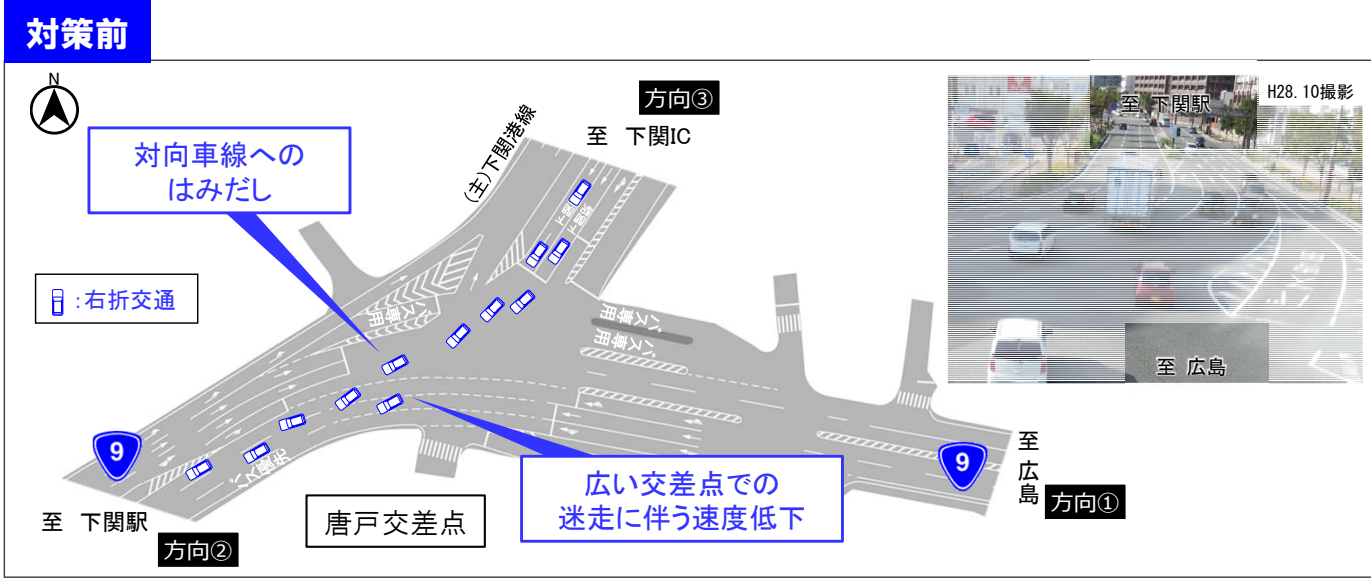 対策前
N
方向③
至 下関IC
(主)下関港線
対向車線への
はみだし
:右折交通
バス専用
バス専用
バス専用
バス優先
9
9
至 下関駅
方向②
唐戸交差点
広い交差点での
迷走に伴う速度低下
至 広島
方向①
H28.10撮影
至 下関駅
至 広島